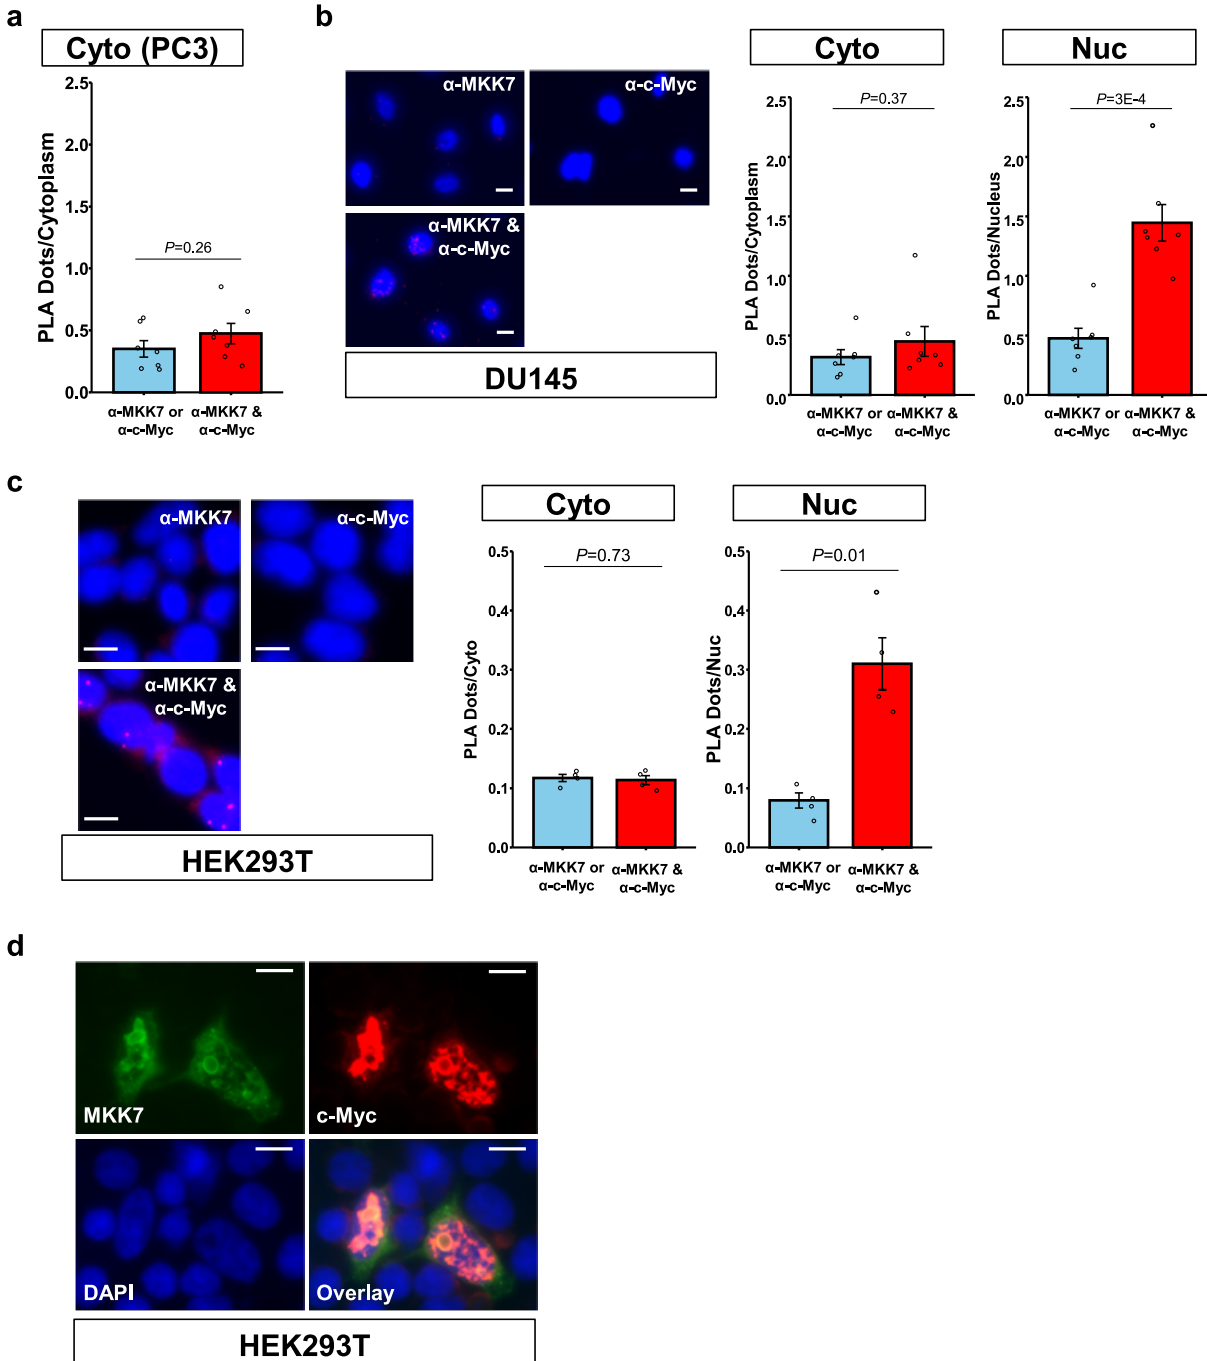 a
Cyto (PC3)
PLA Dots/Cytoplasm
2.5
2.0
1.5
1.0
0.5
0.0
P=0.26
α-MKK7 or
α-c-Myc
α-MKK7 &
α-c-Myc
b
α-MKK7
α-c-Myc
α-MKK7 &
α-c-Myc
DU145
Cyto
PLA Dots/Cytoplasm
2.5
2.0
1.5
1.0
0.5
0.0
P=0.37
α-MKK7 or
α-c-Myc
α-MKK7 &
α-c-Myc
Nuc
PLA Dots/Nucleus
2.5
2.0
1.5
1.0
0.5
0.0
P=3E-4
α-MKK7 or
α-c-Myc
α-MKK7 &
α-c-Myc
c
α-MKK7
α-c-Myc
α-MKK7 &
α-c-Myc
HEK293T
Cyto
PLA Dots/Cyto
0.5
0.4
0.3
0.2
0.1
0.0
P=0.73
α-MKK7 or
α-c-Myc
α-MKK7 &
α-c-Myc
Nuc
PLA Dots/Nuc
0.5
0.4
0.3
0.2
0.1
0.0
P=0.01
α-MKK7 or
α-c-Myc
α-MKK7 &
α-c-Myc
d
MKK7
c-Myc
DAPI
Overlay
HEK293T